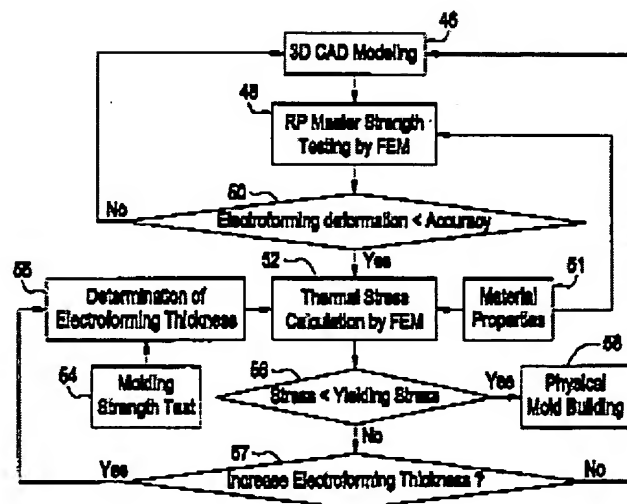 46
3D CAD Modeling
48
RP Master Strength
Testing by FEM
50
No
Electroforming deformation < Accuracy
Yes
55
52
51
Determination of
Electroforming Thickness
Thermal Stress
Calculation by FEM
Material
Properties
54
Molding
Strength Test
56
Stress < Yielding Stress
Yes
58
Physical
Mold Building
No
57
Yes
Increase Electroforming Thickness ?
No